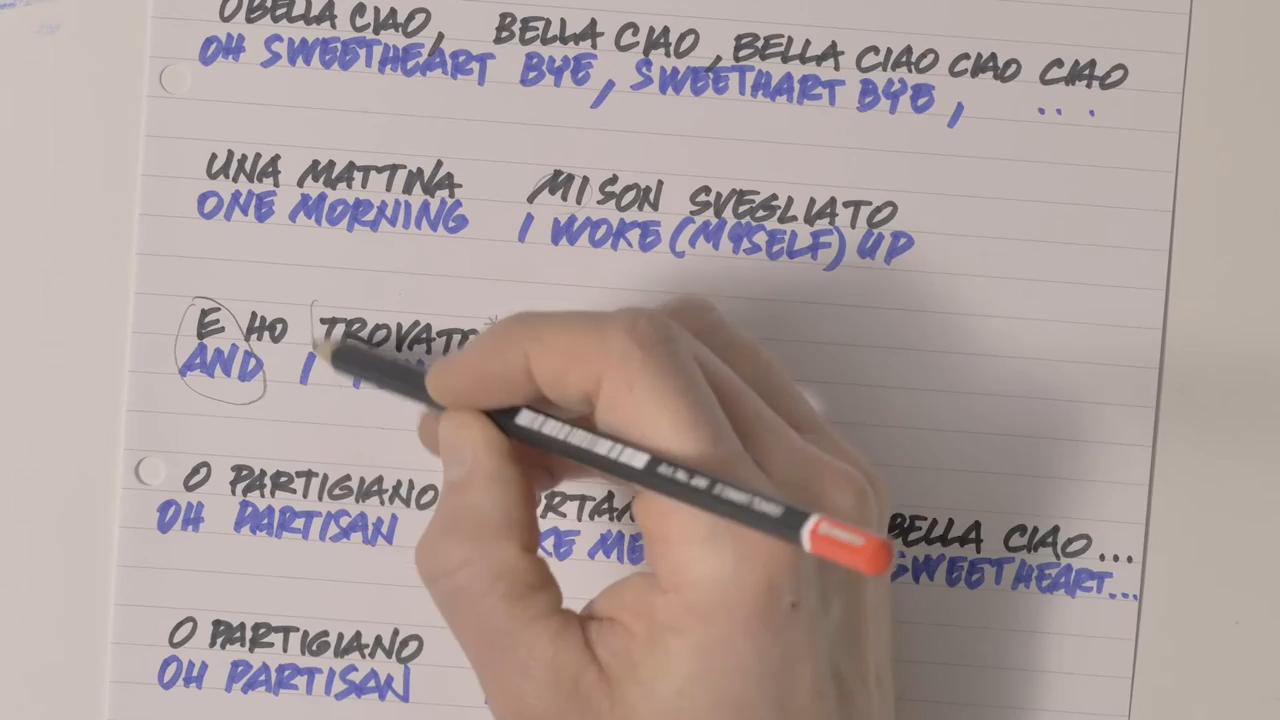 O BELLA CIAO, BELLA CIAO, BELLA CIAO CIAO CIAO
OH SWEETHEART BYE, SWEETHART BYE, ....
UNA MATTINA MI SON SVEGLIATO
ONE MORNING I WOKE (MYSELF) UP
E HO TROVATO*
AND I
O PARTIGIANO BELLA CIAO...
OH PARTISAN ME SWEETHEART...
O PARTIGIANO
OH PARTISAN